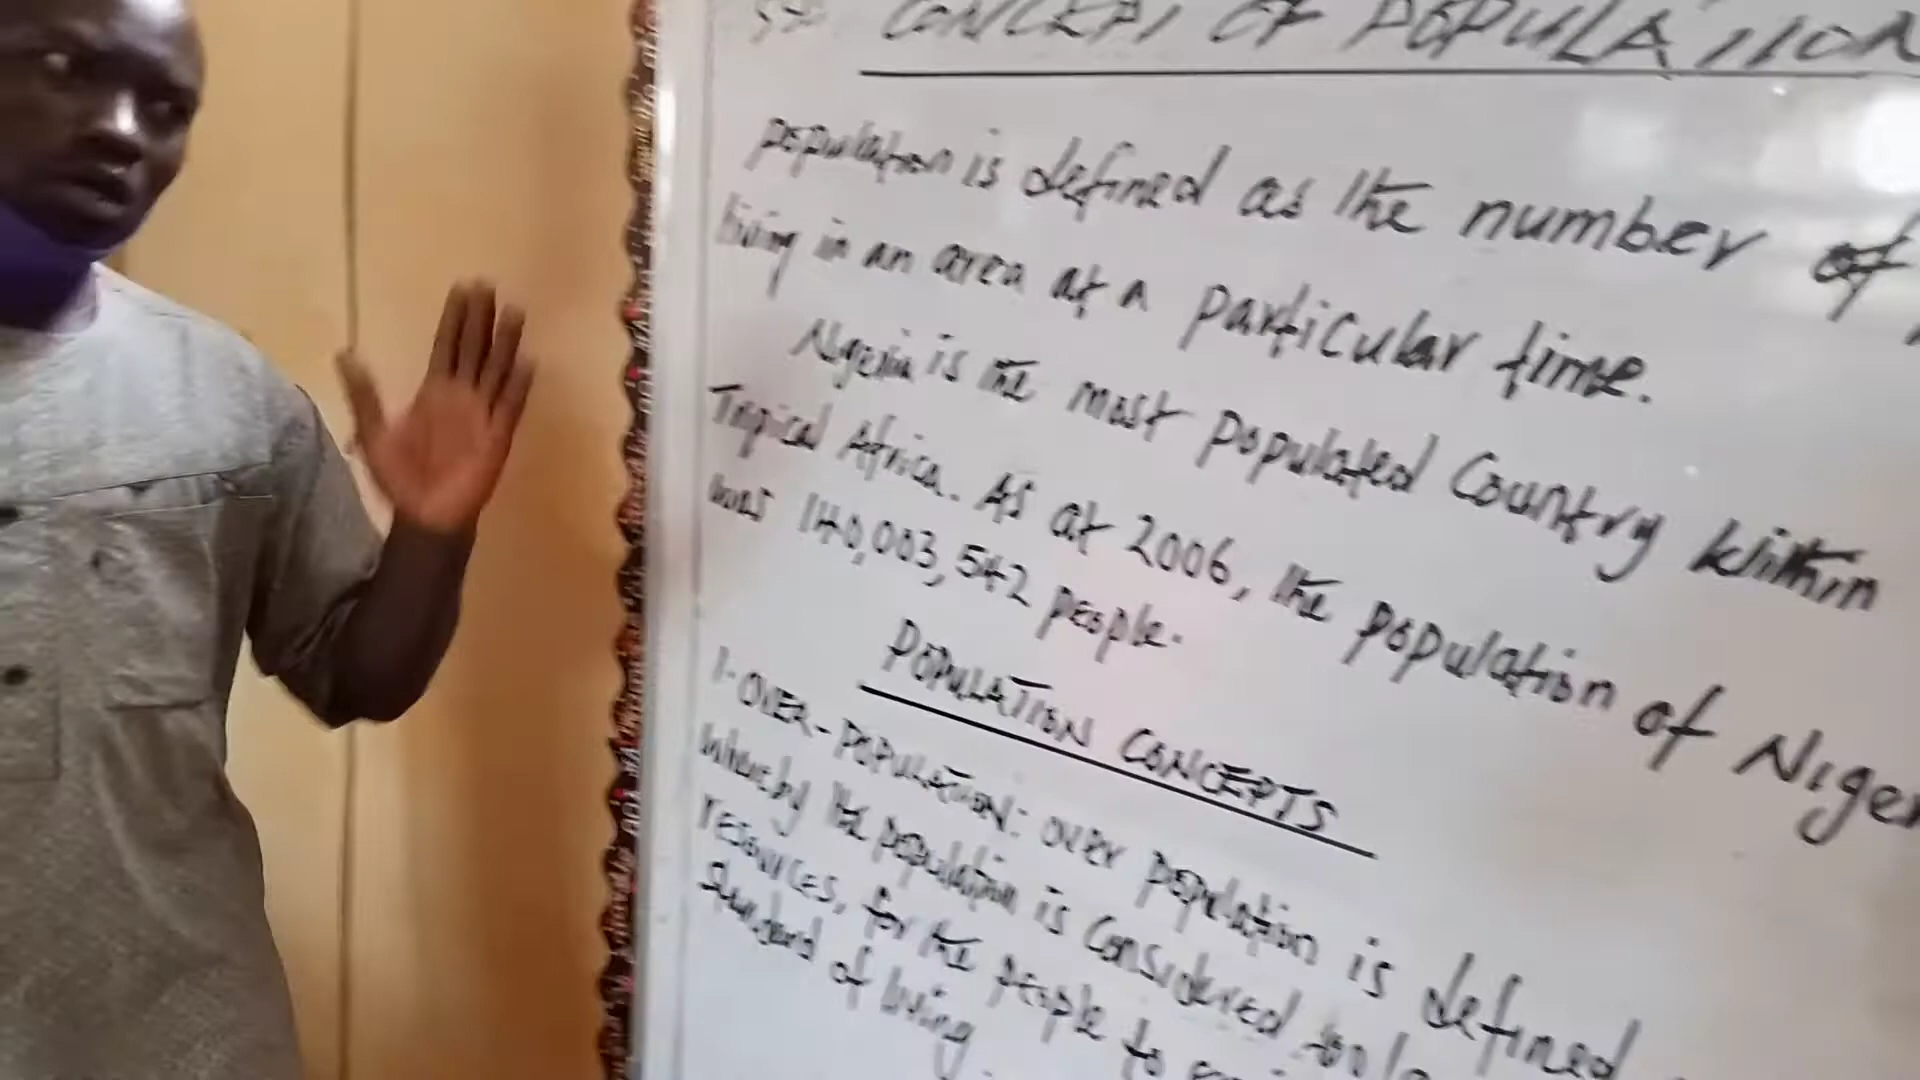 CONCEPT OF POPULATION
population is defined as the number of
living in an area at a particular time.
Nigeria is the most populated Country within
Tropical Africa. As at 2006, the population of Niger
was 140,003,542 people.
POPULATION CONCEPTS
1- OVER-POPULATION: over population is defined
whereby the population is Considered too
resources, for the people to
Standard of living.